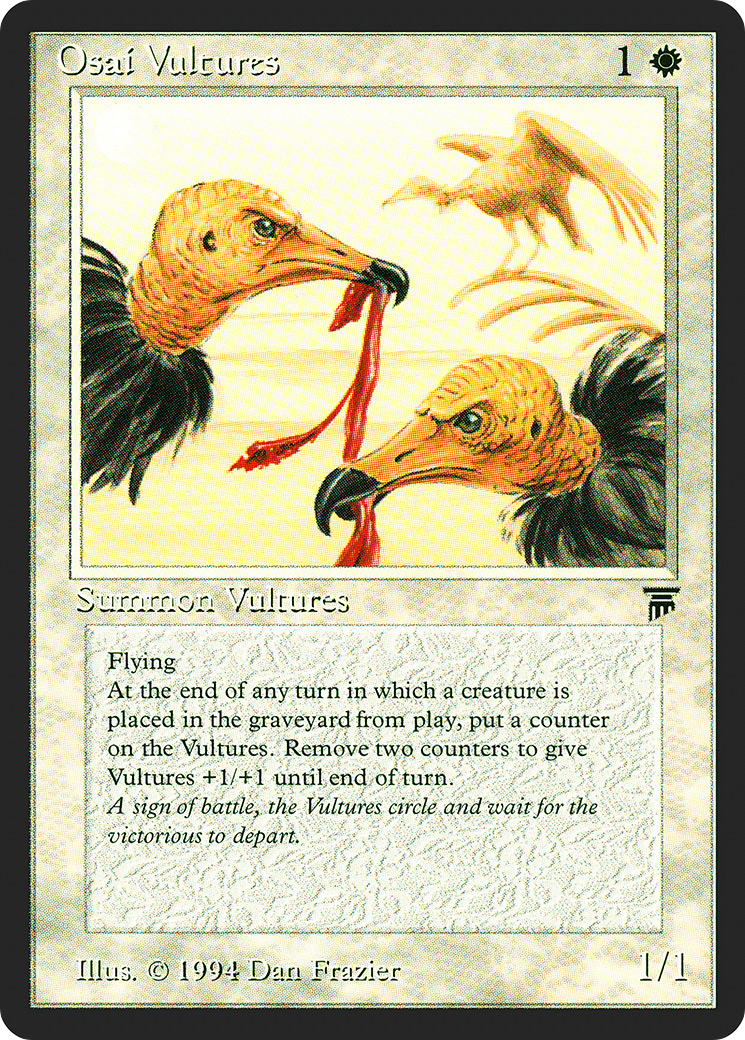 Osai Vultures 1
Summon Vultures
Flying
At the end of any turn in which a creature is
placed in the graveyard from play, put a counter
on the Vultures. Remove two counters to give
Vultures +1/+1 until end of turn.
A sign of battle, the Vultures circle and wait for the
victorious to depart.
Illus. © 1994 Dan Frazier 1/1